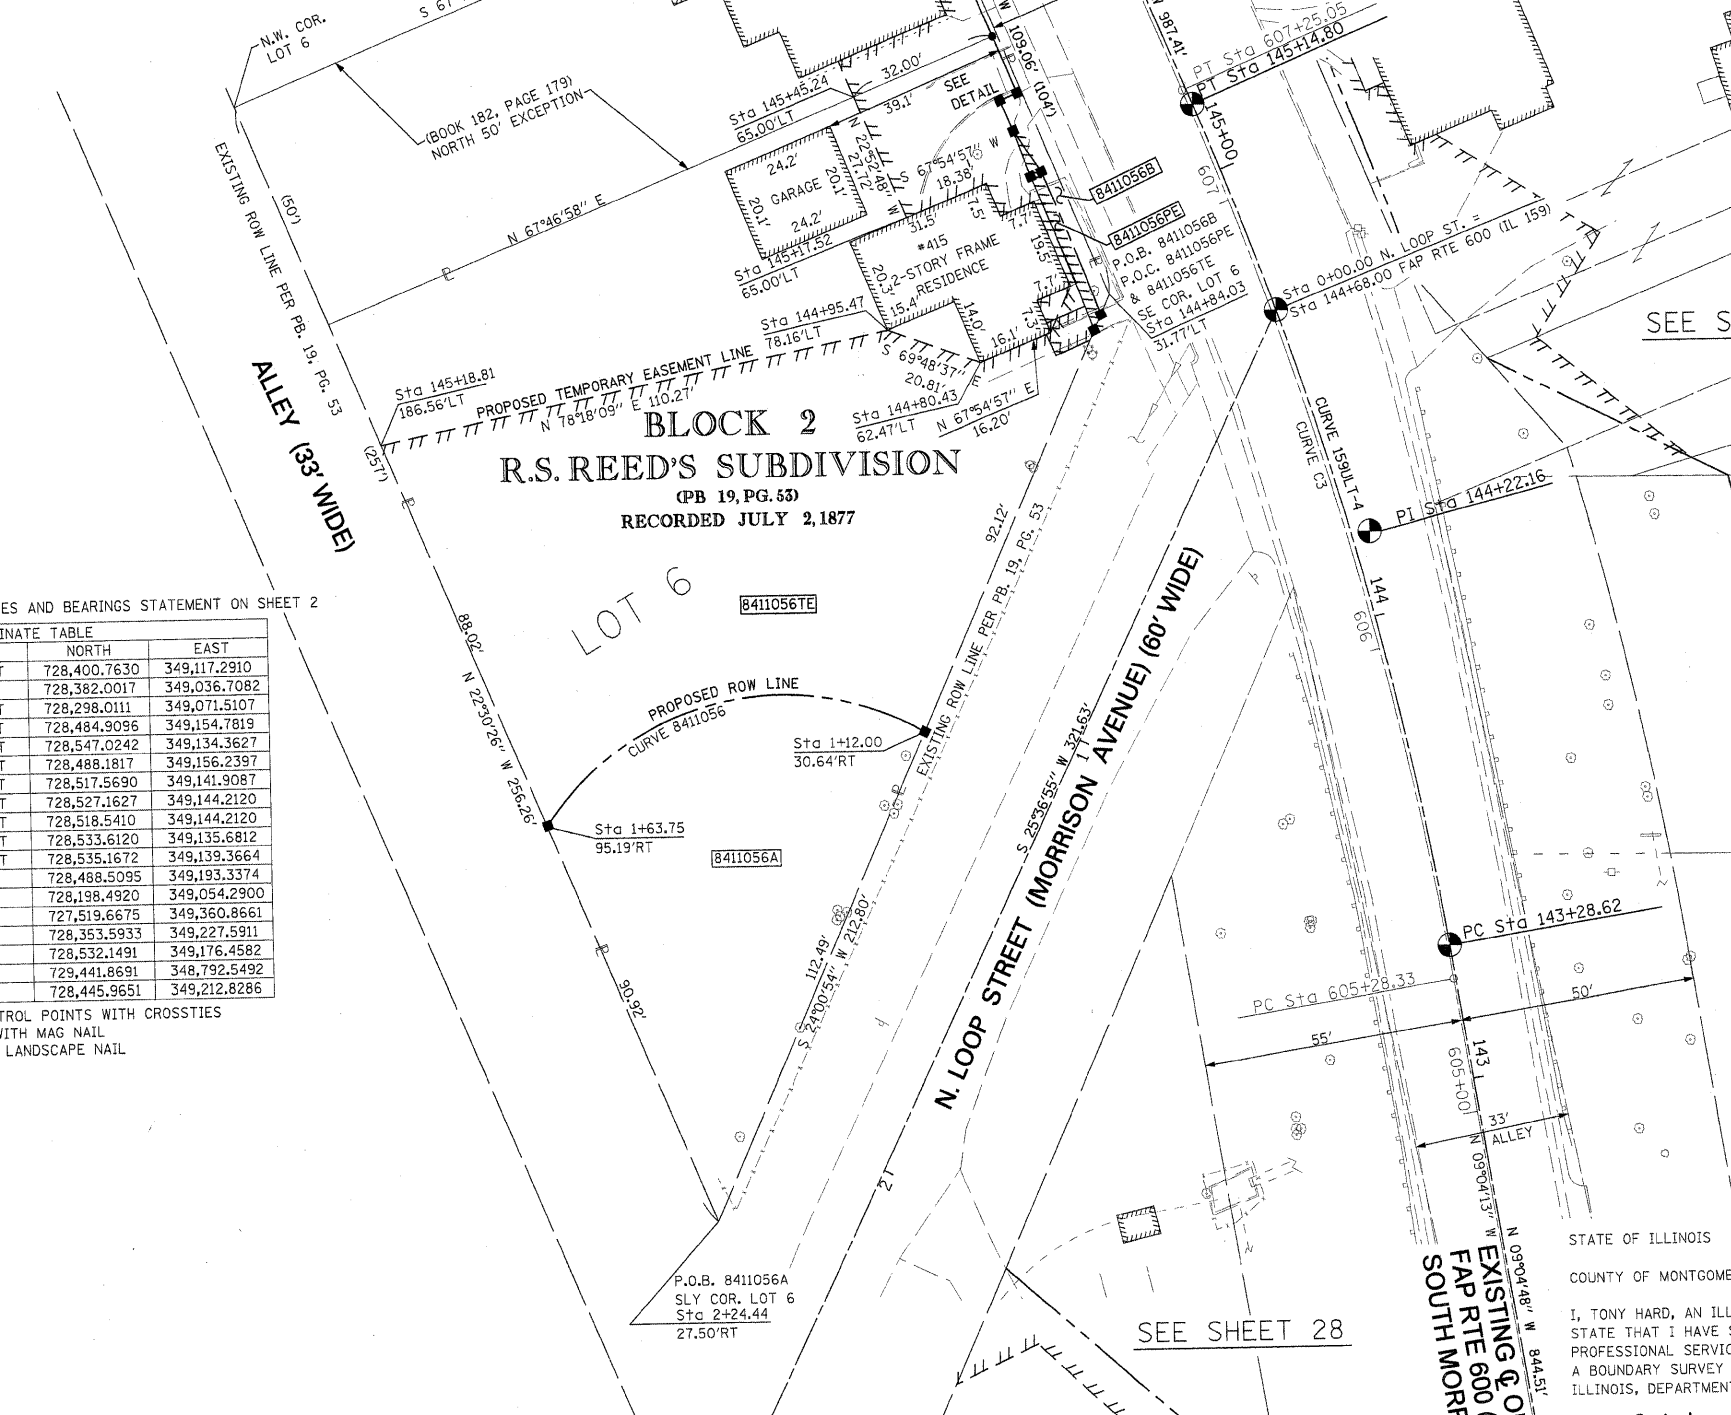 N.W. COR.
LOT 6
S 67
(BOOK 182, PAGE 179)
NORTH 50' EXCEPTION
EXISTING ROW LINE PER PB. 19, PG. 53
(50')
N 67°46'58" E
Sta 145+45.24
65.00'LT
32.00'
39.1'
SEE
DETAIL
W 109.06' (104')
N 987.41'
PT Sta 607+25.05
PT Sta 145+14.80
145+00
607
24.2'
GARAGE
20.1'
20.1'
24.2'
N 22°52'48" W
27.72'
S 67°54'57" W
18.38'
Sta 145+17.52
65.00'LT
31.5'
7.5'
7.7'
19.5'
#415
2-STORY FRAME
RESIDENCE
20.3'
15.4'
14.0'
16.1'
7.3'
7.7'
8411056B
8411056PE
P.O.B. 8411056B
P.O.C. 8411056PE
& 8411056TE
SE COR. LOT 6
Sta 144+84.03
31.77'LT
Sta 0+00.00 N. LOOP ST. =
Sta 144+68.00 FAP RTE 600 (IL 159)
SEE S
Sta 144+95.47
78.16'LT
S 69°48'37" E
20.81'
Sta 144+80.43
62.47'LT
N 67°54'57" E
16.20'
Sta 145+18.81
186.56'LT
PROPOSED TEMPORARY EASEMENT LINE
N 78°18'09" E 110.27'
ALLEY (33' WIDE)
(257')
BLOCK 2
R.S. REED'S SUBDIVISION
(PB 19, PG. 53)
RECORDED JULY 2, 1877
LOT 6
8411056TE
CURVE 159ULT-4
CURVE C3
PI Sta 144+22.16
144
606
92.12'
EXISTING ROW LINE PER PB. 19, PG. 53
88.02'
N 22°30'26" W 256.26'
PROPOSED ROW LINE
CURVE 8411056
Sta 1+12.00
30.64'RT
Sta 1+63.75
95.19'RT
8411056A
90.92'
112.49'
S 24°00'54" W 212.80'
S 25°36'55" W 321.63'
1
N. LOOP STREET (MORRISON AVENUE) (60' WIDE)
2
PC Sta 143+28.62
PC Sta 605+28.33
55'
50'
143
605+00
33'
ALLEY
N 09°04'13" W
N 09°04'48" W 844.51'
EXISTING ℄ O
FAP RTE 600 (
SOUTH MORR
P.O.B. 8411056A
SLY COR. LOT 6
Sta 2+24.44
27.50'RT
SEE SHEET 28
ES AND BEARINGS STATEMENT ON SHEET 2
INATE TABLE
NORTH EAST
T 728,400.7630 349,117.2910
728,382.0017 349,036.7082
T 728,298.0111 349,071.5107
T 728,484.9096 349,154.7819
T 728,547.0242 349,134.3627
T 728,488.1817 349,156.2397
T 728,517.5690 349,141.9087
T 728,527.1627 349,144.2120
T 728,518.5410 349,144.2120
T 728,533.6120 349,135.6812
T 728,535.1672 349,139.3664
728,488.5095 349,193.3374
728,198.4920 349,054.2900
727,519.6675 349,360.8661
728,353.5933 349,227.5911
728,532.1491 349,176.4582
729,441.8691 348,792.5492
728,445.9651 349,212.8286
TROL POINTS WITH CROSSTIES
WITH MAG NAIL
LANDSCAPE NAIL
STATE OF ILLINOIS
COUNTY OF MONTGOME
I, TONY HARD, AN ILL
STATE THAT I HAVE S
PROFESSIONAL SERVIC
A BOUNDARY SURVEY
ILLINOIS, DEPARTMENT